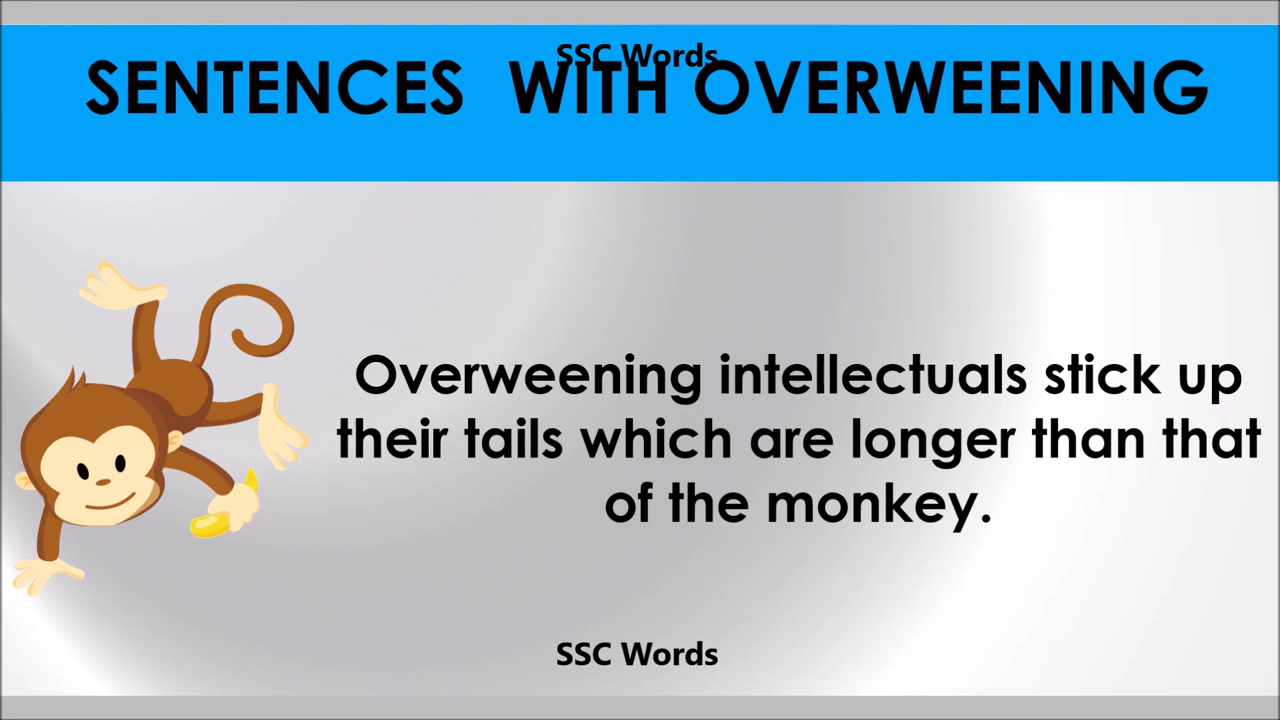 SSC Words
SENTENCES WITH OVERWEENING
Overweening intellectuals stick up
their tails which are longer than that
of the monkey.
SSC Words